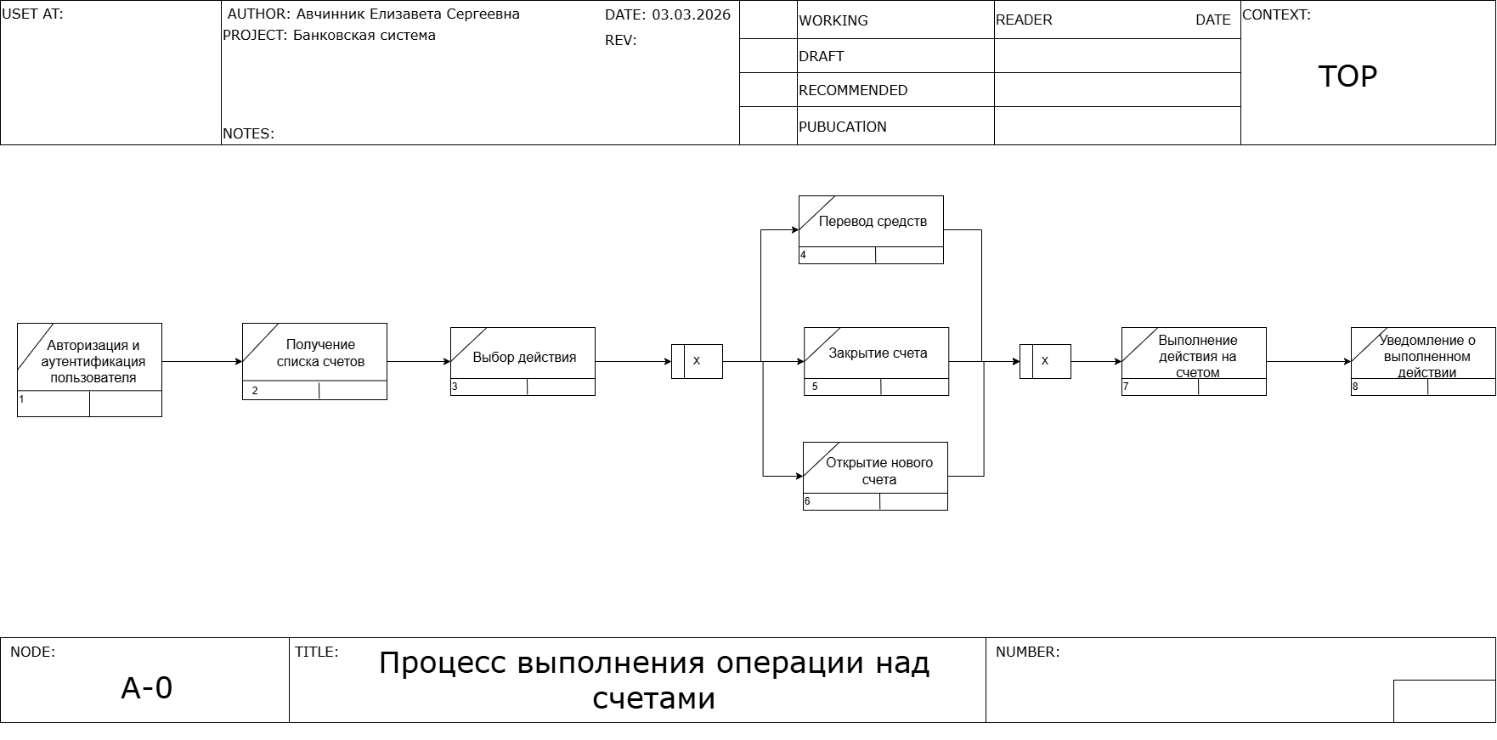 USET AT:
AUTHOR: Авчинник Елизавета Сергеевна
DATE: 03.03.2026
PROJECT: Банковская система
REV:
NOTES:
WORKING
DRAFT
RECOMMENDED
PUBUCATION
READER
DATE
CONTEXT:
TOP
Авторизация и
аутентификация
пользователя
1
Получение
списка счетов
2
Выбор действия
3
X
Перевод средств
4
Закрытие счета
5
Открытие нового
счета
6
X
Выполнение
действия на
счетом
7
Уведомление о
выполненном
действии
8
NODE:
A-0
TITLE:
Процесс выполнения операции над
счетами
NUMBER: